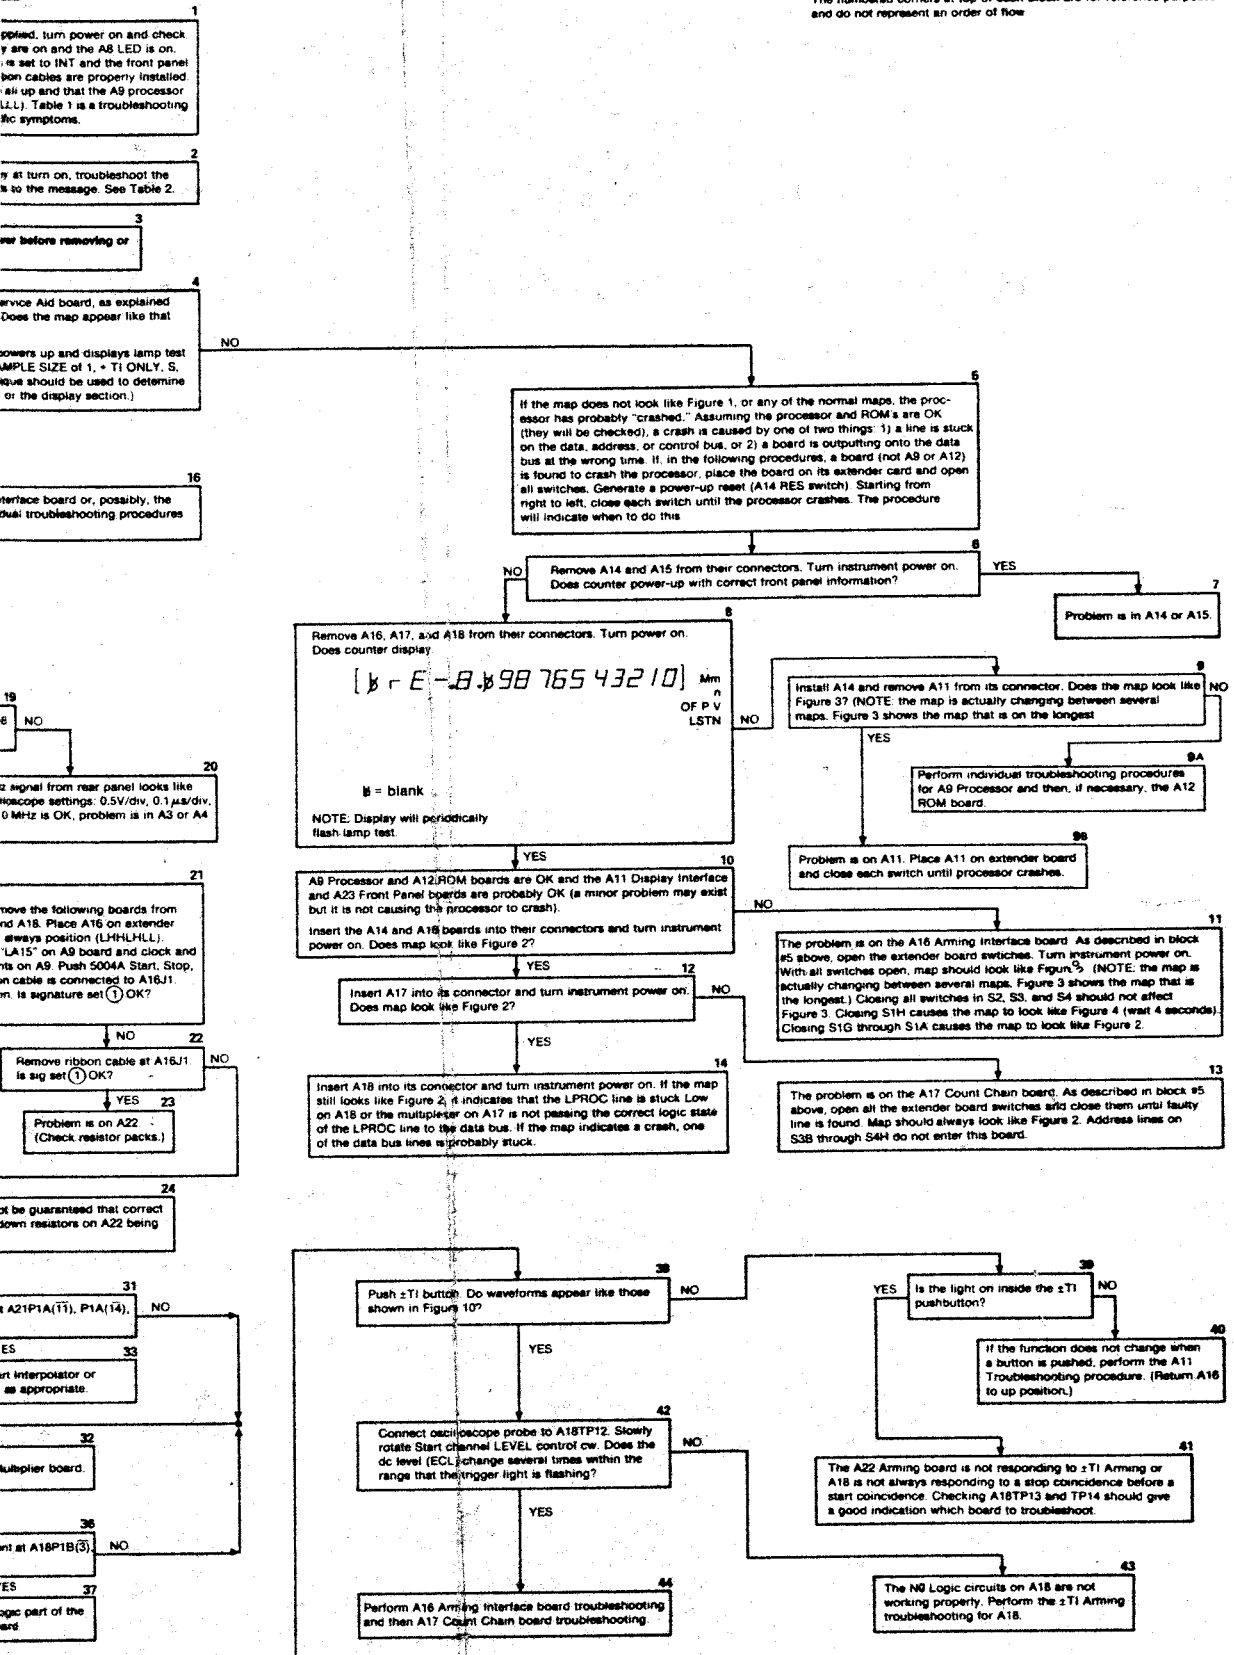 The numbered corners at top of each block are for reference purposes
and do not represent an order of flow
1
applied, turn power on and check
y are on and the A8 LED is on.
is set to INT and the front panel
bon cables are properly installed.
all up and that the A9 processor
LLL). Table 1 is a troubleshooting
ific symptoms.
2
y at turn on, troubleshoot the
s to the message. See Table 2.
3
wer before removing or
4
ervice Aid board, as explained
Does the map appear like that
powers up and displays lamp test
AMPLE SIZE of 1, + TI ONLY, S,
ique should be used to detemine
or the display section.)
NO
5
If the map does not look like Figure 1, or any of the normal maps, the proc-
essor has probably "crashed." Assuming the processor and ROM's are OK
(they will be checked), a crash is caused by one of two things: 1) a line is stuck
on the data, address, or control bus, or 2) a board is outputting onto the data
bus at the wrong time. If, in the following procedures, a board (not A9 or A12)
is found to crash the processor, place the board on its extender card and open
all switches. Generate a power-up reset (A14 RES switch). Starting from
right to left, close each switch until the processor crashes. The procedure
will indicate when to do this
16
terface board or, possibly, the
dual troubleshooting procedures
6
NO
Remove A14 and A15 from their connectors. Turn instrument power on.
Does counter power-up with correct front panel information?
YES
7
Problem is in A14 or A15.
8
Remove A16, A17, and A18 from their connectors. Turn power on.
Does counter display
[ƀ r E -.8.ƀ98 765 43210] Mm
n
OF P V
LSTN
NO
ƀ = blank
NOTE: Display will periodically
flash lamp test.
YES
9
Install A14 and remove A11 from its connector. Does the map look like
Figure 3? (NOTE: the map is actually changing between several
maps. Figure 3 shows the map that is on the longest
NO
YES
9A
Perform individual troubleshooting procedures
for A9 Processor and then, if necessary, the A12
ROM board.
9B
Problem is on A11. Place A11 on extender board
and close each switch until processor crashes.
19
NO
20
z signal from rear panel looks like
illoscope settings: 0.5V/div, 0.1 µs/div,
0 MHz is OK, problem is in A3 or A4
10
A9 Processor and A12 ROM boards are OK and the A11 Display Interface
and A23 Front Panel boards are probably OK (a minor problem may exist
but it is not causing the processor to crash).
Insert the A14 and A16 boards into their connectors and turn instrument
power on. Does map look like Figure 2?
NO
YES
11
The problem is on the A16 Arming Interface board. As described in block
#5 above, open the extender board swtiches. Turn instrument power on.
With all switches open, map should look like Figure 3 (NOTE: the map is
actually changing between several maps. Figure 3 shows the map that is
the longest.) Closing all switches in S2, S3, and S4 should not affect
Figure 3. Closing S1H causes the map to look like Figure 4 (wait 4 seconds).
Closing S1G through S1A causes the map to look like Figure 2.
21
move the following boards from
nd A18. Place A16 on extender
always position (LHHLHLL).
"LA15" on A9 board and clock and
nts on A9. Push 5004A Start, Stop,
on cable is connected to A16J1.
on. Is signature set (1) OK?
NO
12
Insert A17 into its connector and turn instrument power on.
Does map look like Figure 2?
NO
YES
22
Remove ribbon cable at A16J1
Is sig set (1) OK?
NO
YES
23
Problem is on A22
(Check resistor packs.)
14
Insert A18 into its connector and turn instrument power on. If the map
still looks like Figure 2, it indicates that the LPROC line is stuck Low
on A18 or the multiplexer on A17 is not passing the correct logic state
of the LPROC line to the data bus. If the map indicates a crash, one
of the data bus lines is probably stuck.
13
The problem is on the A17 Count Chain board. As described in block #5
above, open all the extender board switches and close them until faulty
line is found. Map should always look like Figure 2. Address lines on
S3B through S4H do not enter this board.
24
ot be guaranteed that correct
down resistors on A22 being
31
t A21P1A(11), P1A(14),
NO
ES
33
rt Interpolator or
as appropriate.
32
Multiplier board.
36
nt at A18P1B(3).
NO
YES
37
ogic part of the
ard
38
Push ±TI button. Do waveforms appear like those
shown in Figure 10?
NO
YES
39
YES
Is the light on inside the ±TI
pushbutton?
NO
40
If the function does not change when
a button is pushed, perform the A11
Troubleshooting procedure. (Return A16
to up position.)
42
Connect oscilloscope probe to A18TP12. Slowly
rotate Start channel LEVEL control cw. Does the
dc level (ECL) change several times within the
range that the trigger light is flashing?
NO
YES
41
The A22 Arming board is not responding to ±TI Arming or
A18 is not always responding to a stop coincidence before a
start coincidence. Checking A18TP13 and TP14 should give
a good indication which board to troubleshoot.
43
The N0 Logic circuits on A18 are not
working properly. Perform the ±TI Arming
troubleshooting for A18.
44
Perform A16 Arming Interface board troubleshooting
and then A17 Count Chain board troubleshooting.